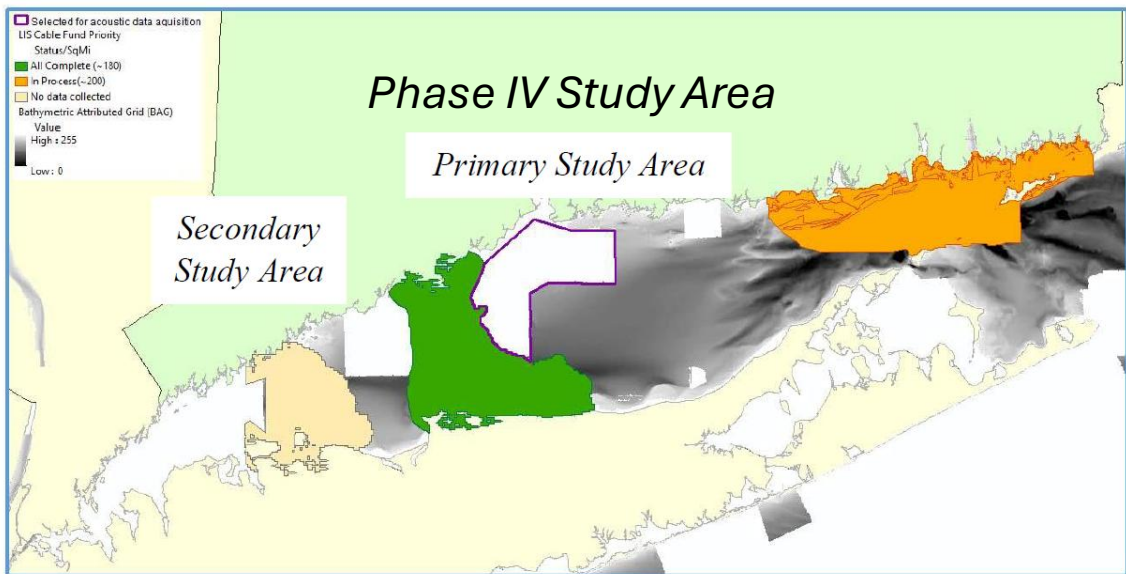 Selected for acoustic data aquisition
LIS Cable Fund Priority
Status/SqMi
All Complete (~180)
In Process(~200)
No data collected
Bathymetric Attributed Grid (BAG)
Value
High : 255
Low : 0
Phase IV Study Area
Primary Study Area
Secondary
Study Area